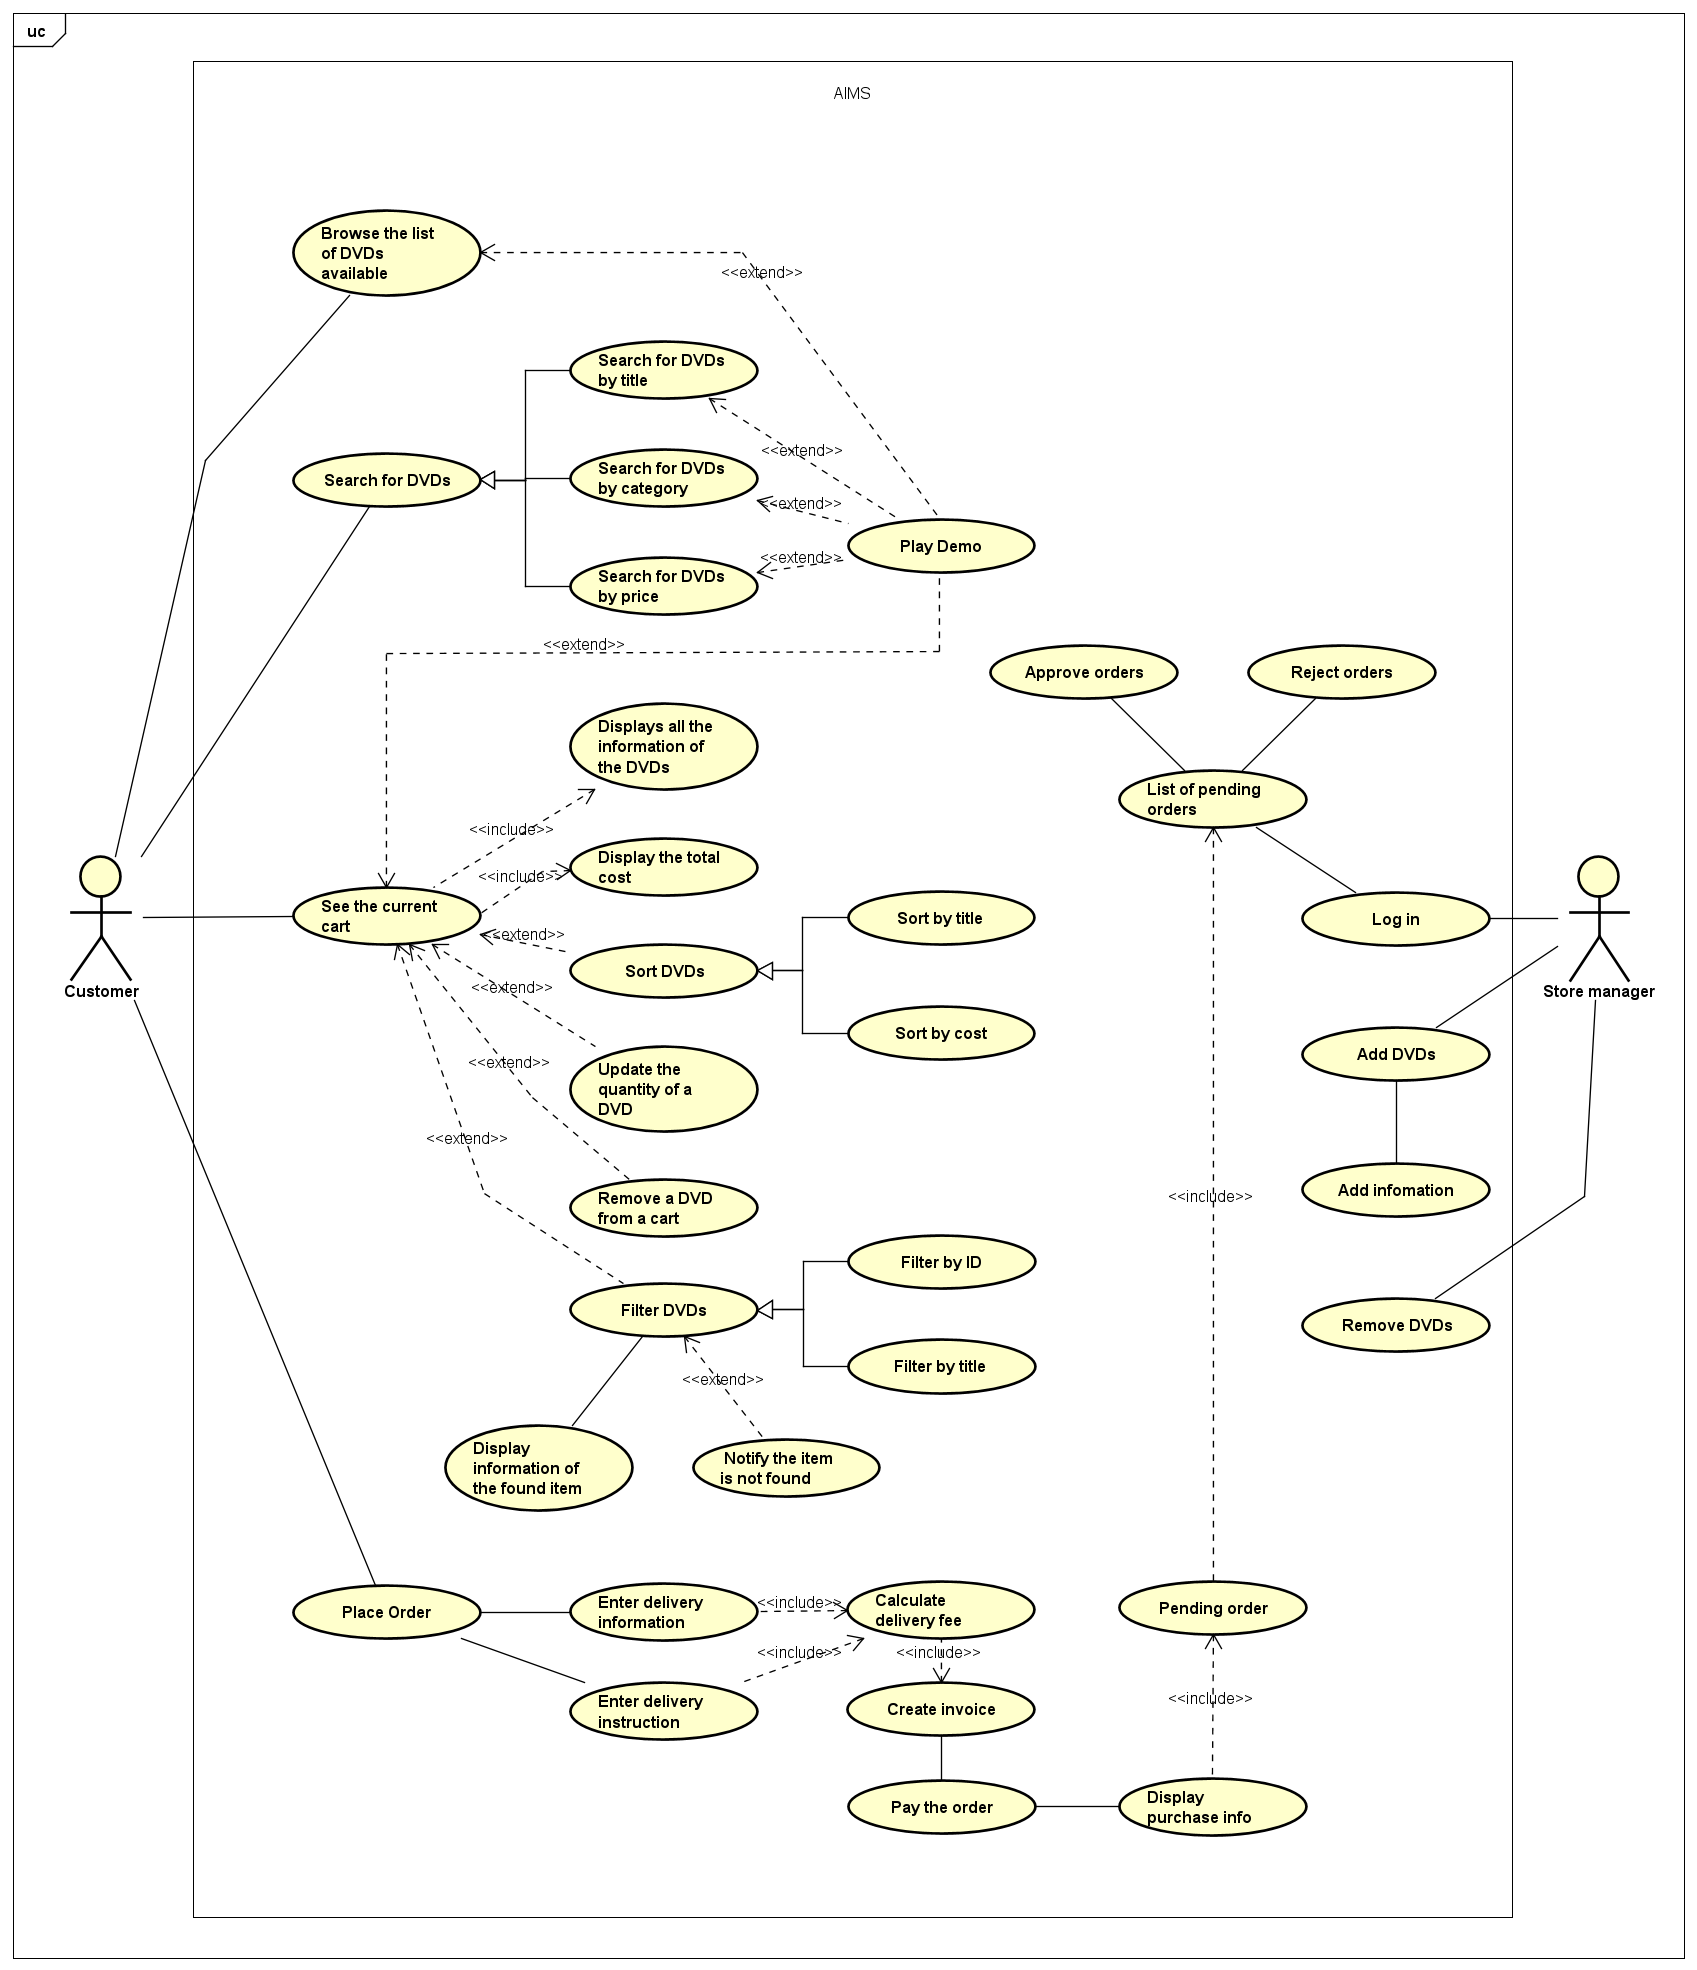 uc
AIMS
Browse the list
of DVDs
available
<<extend>>
Search for DVDs
by title
<<extend>>
Search for DVDs
Search for DVDs
by category
<<extend>>
Play Demo
<<extend>>
Search for DVDs
by price
<<extend>>
Approve orders
Reject orders
Displays all the
information of
the DVDs
List of pending
orders
<<include>>
Display the total
cost
<<include>>
See the current
cart
<<extend>>
Sort by title
Log in
Sort DVDs
<<extend>>
Customer
Store manager
Sort by cost
<<extend>>
Add DVDs
Update the
quantity of a
DVD
<<extend>>
Remove a DVD
from a cart
<<include>>
Add infomation
Filter by ID
Filter DVDs
Remove DVDs
Filter by title
<<extend>>
Display
information of
the found item
Notify the item
is not found
Place Order
Enter delivery
information
<<include>>
Calculate
delivery fee
Pending order
<<include>>
<<include>>
Enter delivery
instruction
Create invoice
<<include>>
Pay the order
Display
purchase info